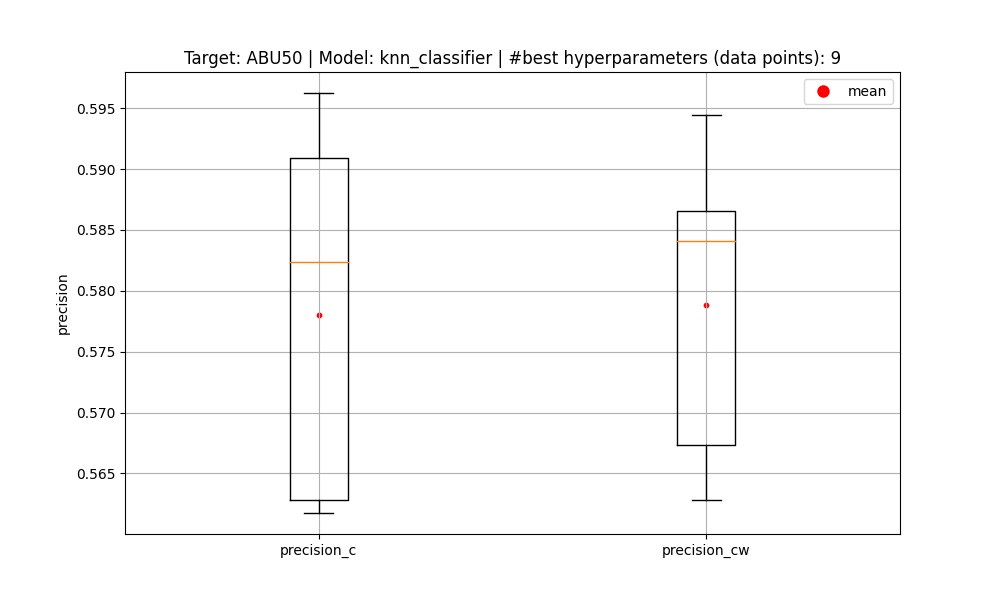 Target: ABU50 | Model: knn_classifier | #best hyperparameters (data points): 9
mean
0.595
0.590
0.585
0.580
0.575
0.570
0.565
precision
precision_c
precision_cw